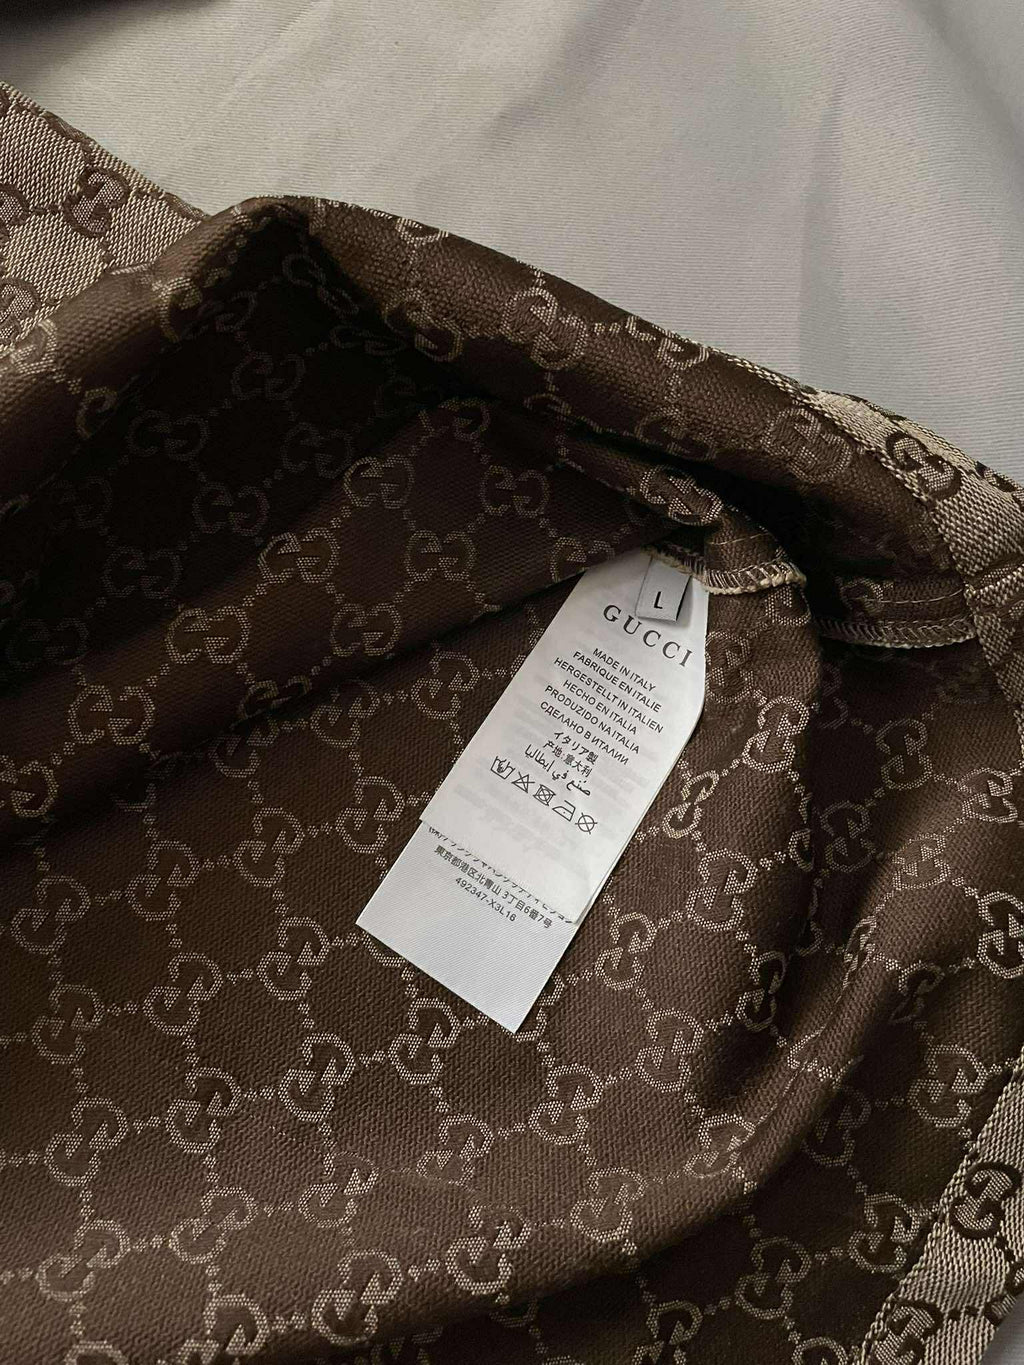 L
GUCCI
MADE IN ITALY
FABRIQUE EN ITALIE
HERGESTELLT IN ITALIEN
HECHO EN ITALIA
PRODUZIDO NA ITALIA
СДЕЛАНО В ИТАЛИИ
イタリア製
产地:意大利
صُنع في إيطاليا
東京都港区北青山 3丁目6番7号
492347-X3L16